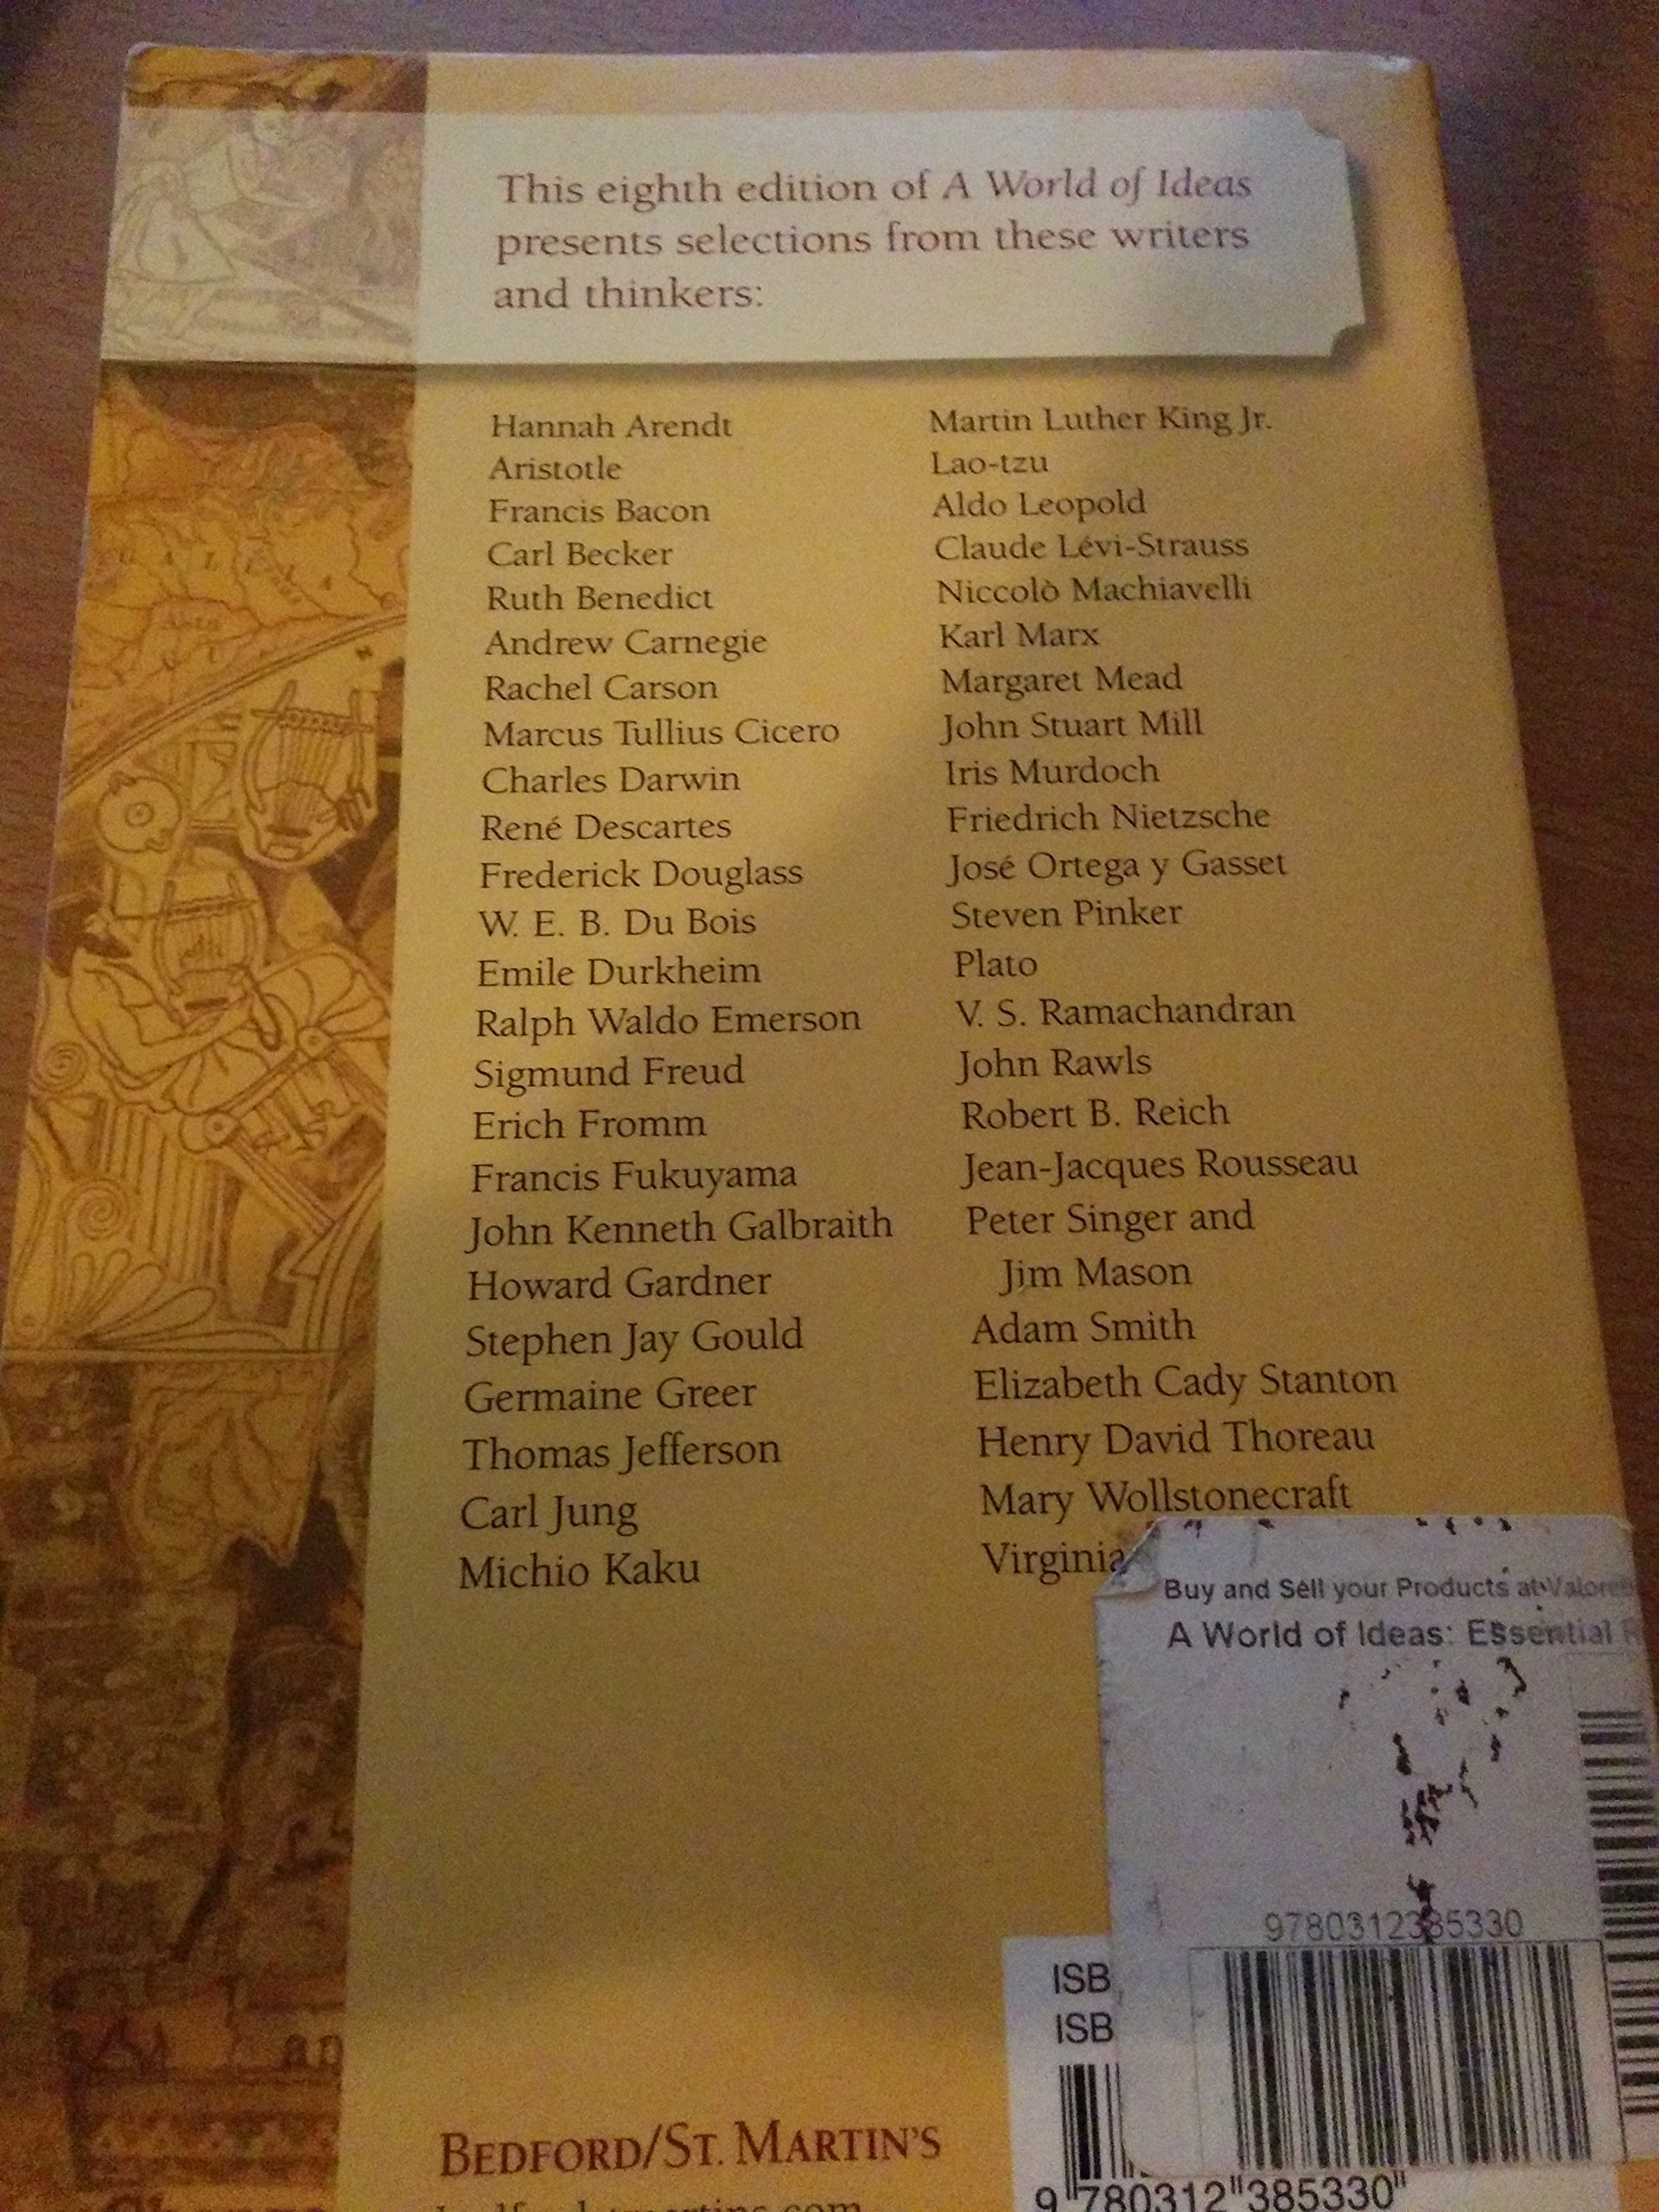 This eighth edition of A World of Ideas
presents selections from these writers
and thinkers:
Hannah Arendt
Aristotle
Francis Bacon
Carl Becker
Ruth Benedict
Andrew Carnegie
Rachel Carson
Marcus Tullius Cicero
Charles Darwin
René Descartes
Frederick Douglass
W. E. B. Du Bois
Emile Durkheim
Ralph Waldo Emerson
Sigmund Freud
Erich Fromm
Francis Fukuyama
John Kenneth Galbraith
Howard Gardner
Stephen Jay Gould
Germaine Greer
Thomas Jefferson
Carl Jung
Michio Kaku
Martin Luther King Jr.
Lao-tzu
Aldo Leopold
Claude Lévi-Strauss
Niccolò Machiavelli
Karl Marx
Margaret Mead
John Stuart Mill
Iris Murdoch
Friedrich Nietzsche
José Ortega y Gasset
Steven Pinker
Plato
V. S. Ramachandran
John Rawls
Robert B. Reich
Jean-Jacques Rousseau
Peter Singer and
Jim Mason
Adam Smith
Elizabeth Cady Stanton
Henry David Thoreau
Mary Wollstonecraft
Virginia
Buy and Sell your Products at
A World of Ideas: Essential
9780312385330
ISB
ISB
9 780312 385330
BEDFORD/ST. MARTIN'S